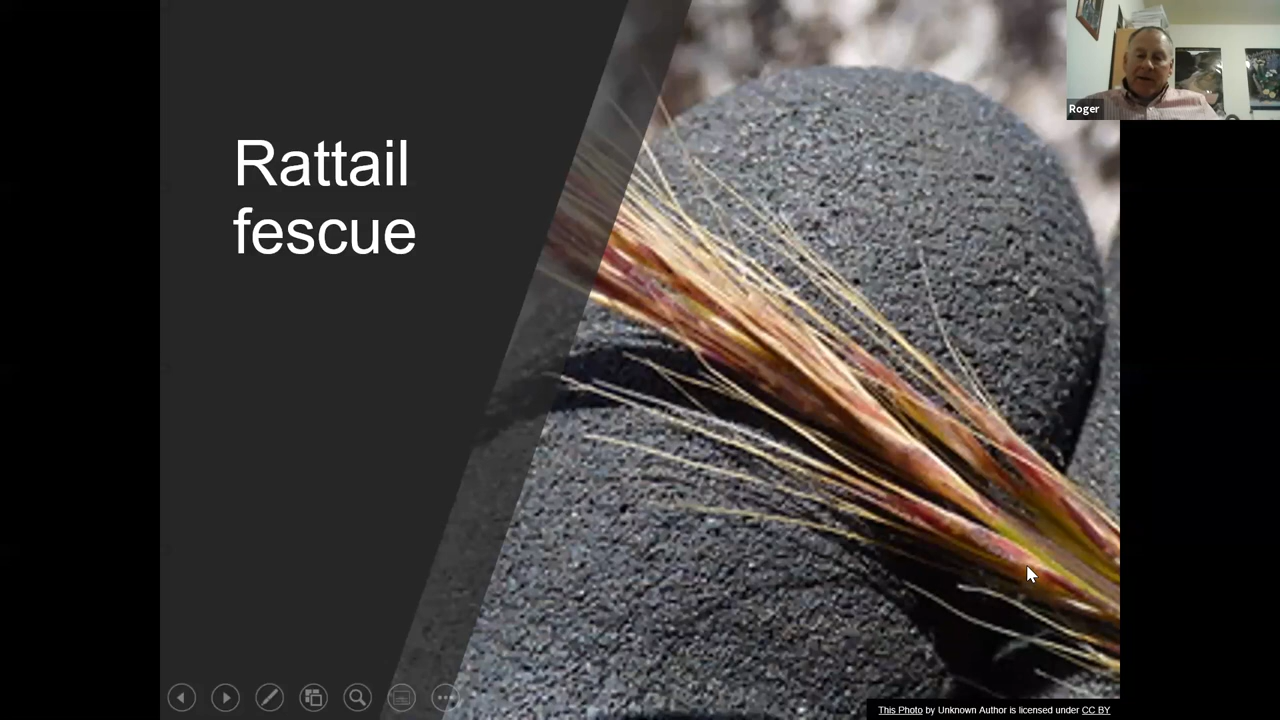 Rattail
fescue
Roger
This Photo by Unknown Author is licensed under CC BY